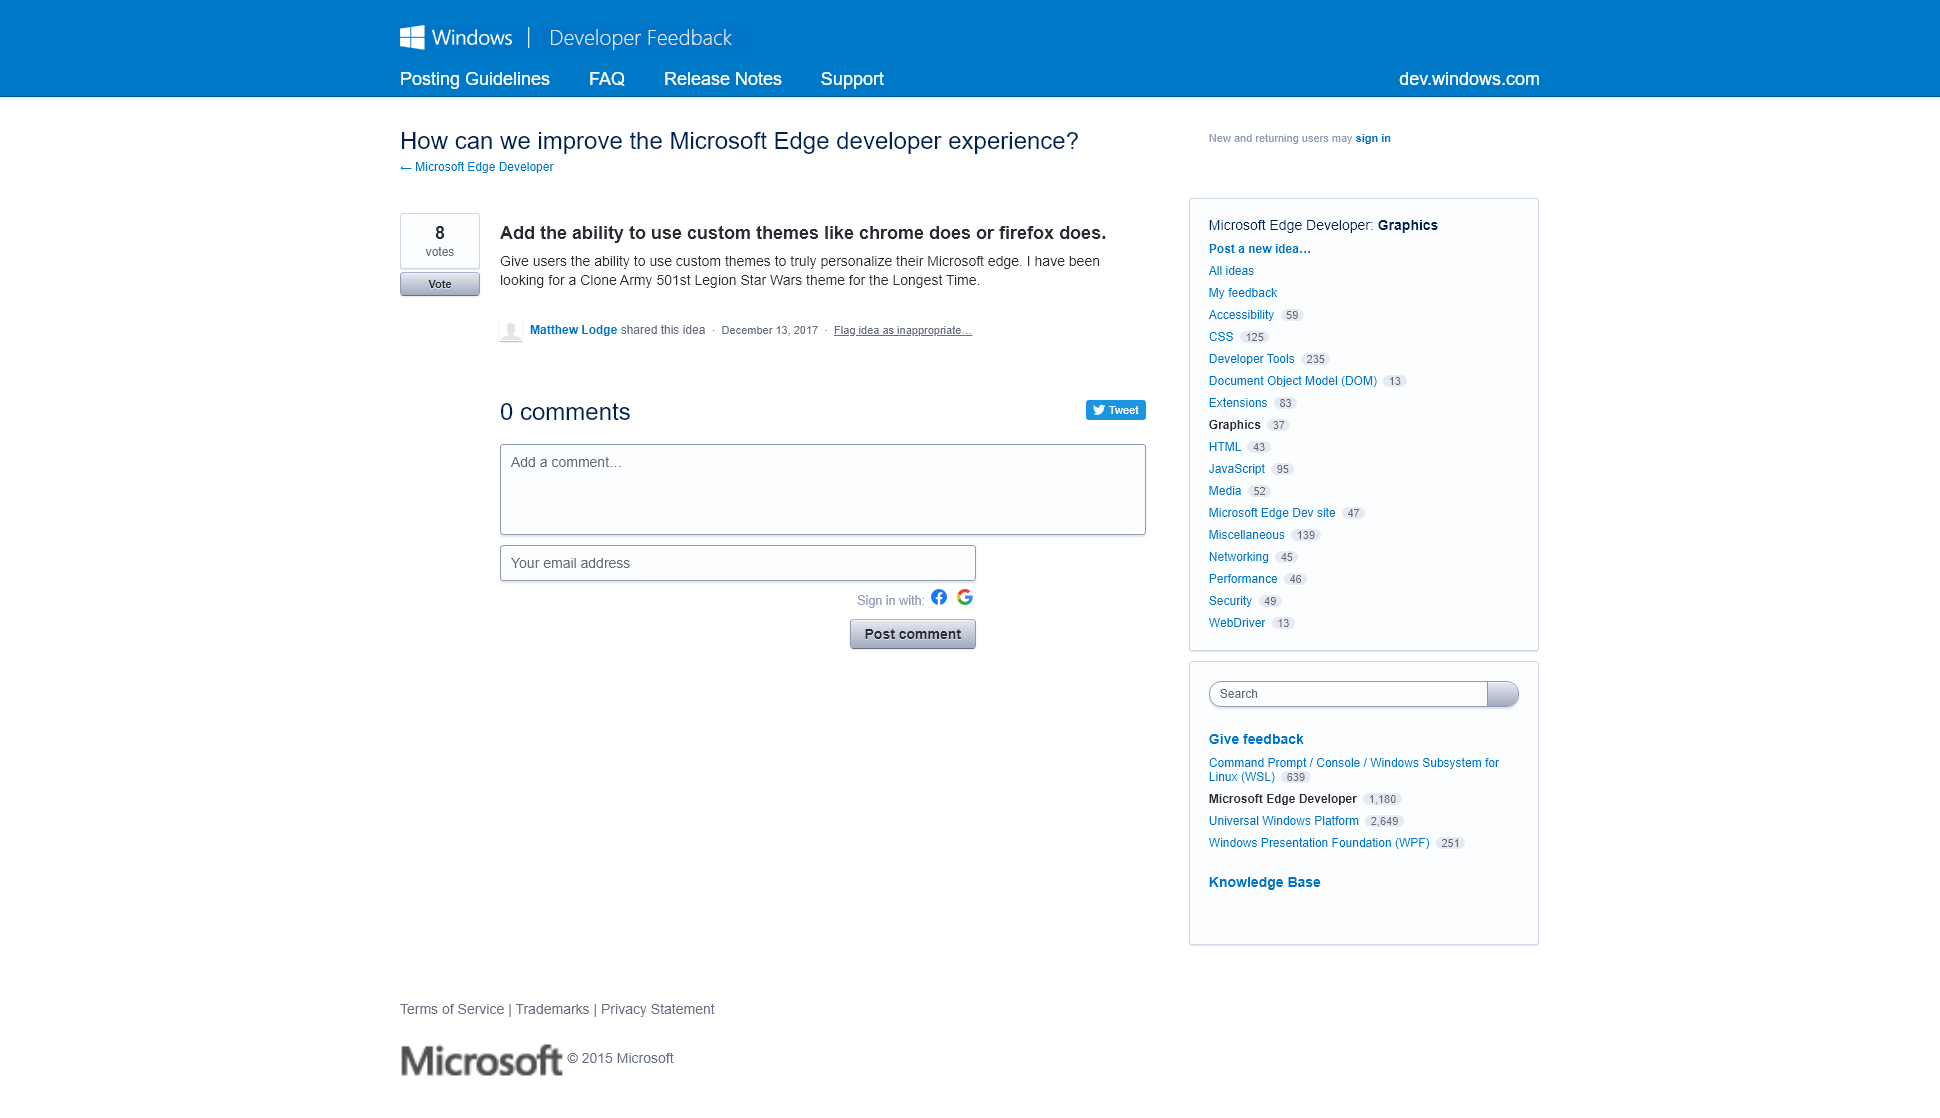 Windows | Developer Feedback
Posting Guidelines FAQ Release Notes Support dev.windows.com
How can we improve the Microsoft Edge developer experience?
← Microsoft Edge Developer
New and returning users may sign in
8
votes
Vote
Add the ability to use custom themes like chrome does or firefox does.
Give users the ability to use custom themes to truly personalize their Microsoft edge. I have been
looking for a Clone Army 501st Legion Star Wars theme for the Longest Time.
Matthew Lodge shared this idea · December 13, 2017 · Flag idea as inappropriate…
0 comments
Tweet
Add a comment…
Your email address
Sign in with:
Post comment
Microsoft Edge Developer: Graphics
Post a new idea…
All ideas
My feedback
Accessibility 59
CSS 125
Developer Tools 235
Document Object Model (DOM) 13
Extensions 83
Graphics 37
HTML 43
JavaScript 95
Media 52
Microsoft Edge Dev site 47
Miscellaneous 139
Networking 45
Performance 46
Security 49
WebDriver 13
Search
Give feedback
Command Prompt / Console / Windows Subsystem for
Linux (WSL) 639
Microsoft Edge Developer 1,180
Universal Windows Platform 2,649
Windows Presentation Foundation (WPF) 251
Knowledge Base
Terms of Service | Trademarks | Privacy Statement
Microsoft © 2015 Microsoft